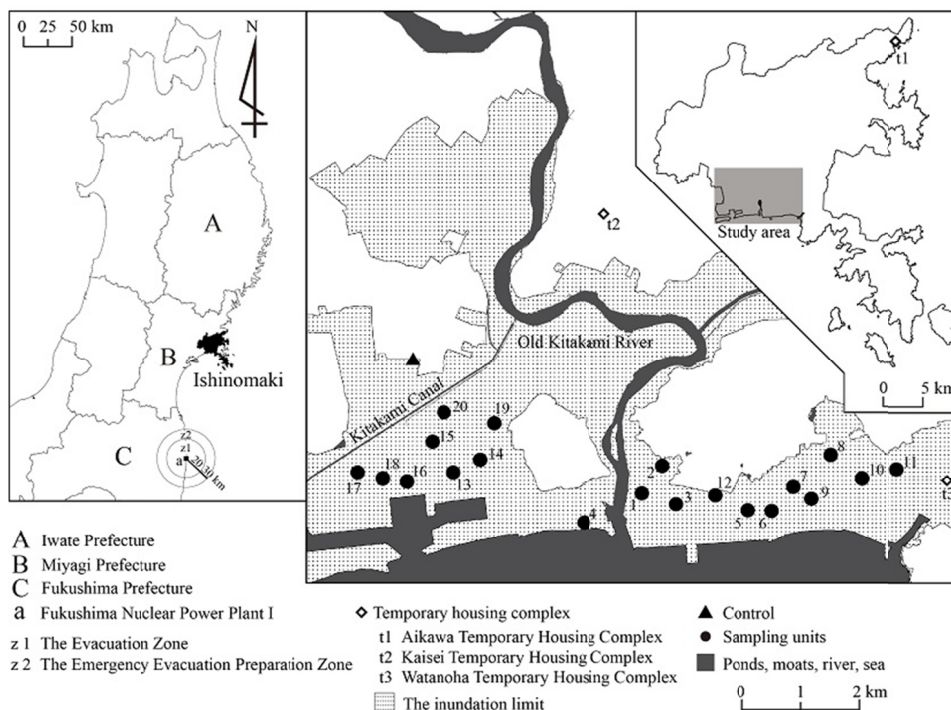 0 25 50 km
N
A
B
Ishinomaki
C
z2
z1
a
20 30 km
t1
Study area
0 5 km
t2
Old Kitakami River
Kitakami Canal
20
19
15
14
17
18
16
13
4
1
2
3
12
5
6
7
9
8
10
11
t3
A Iwate Prefecture
B Miyagi Prefecture
C Fukushima Prefecture
a Fukushima Nuclear Power Plant I
z 1 The Evacuation Zone
z 2 The Emergency Evacuation Preparation Zone
Temporary housing complex
t1 Aikawa Temporary Housing Complex
t2 Kaisei Temporary Housing Complex
t3 Watanoha Temporary Housing Complex
The inundation limit
Control
Sampling units
Ponds, moats, river, sea
0 1 2 km